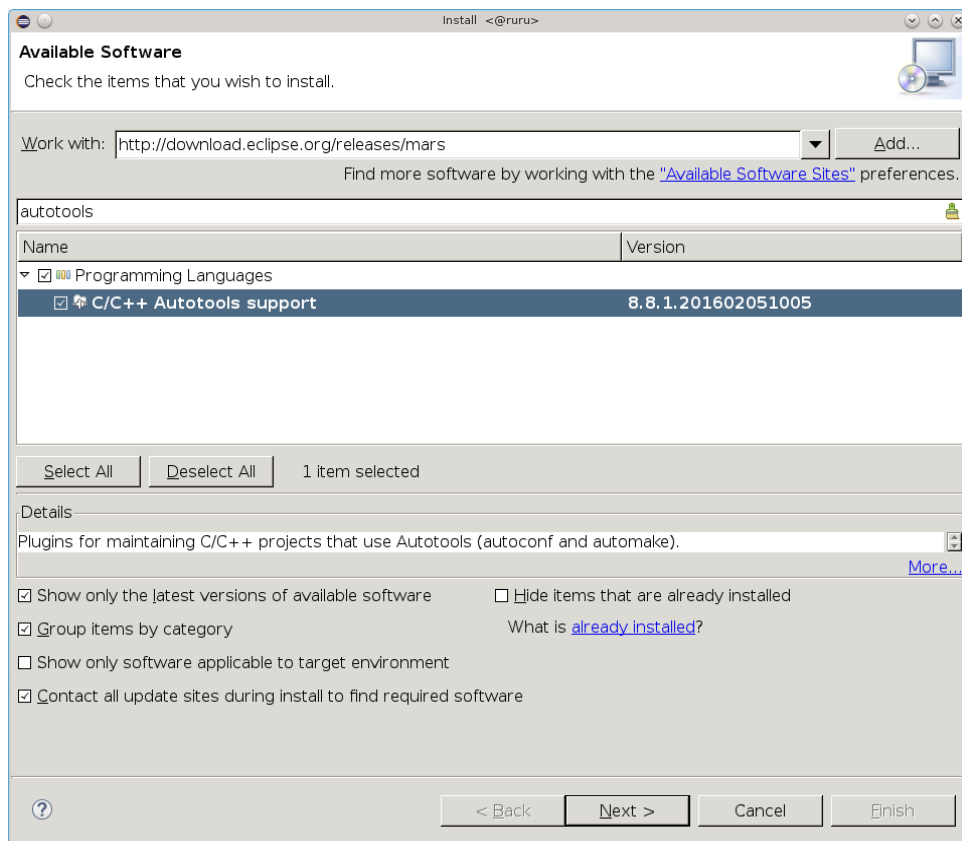 Install <@ruru>
Available Software
Check the items that you wish to install.
Work with: http://download.eclipse.org/releases/mars Add...
Find more software by working with the "Available Software Sites" preferences.
autotools
Name Version
Programming Languages
C/C++ Autotools support 8.8.1.201602051005
Select All Deselect All 1 item selected
Details
Plugins for maintaining C/C++ projects that use Autotools (autoconf and automake).
More...
Show only the latest versions of available software Hide items that are already installed
Group items by category What is already installed?
Show only software applicable to target environment
Contact all update sites during install to find required software
? < Back Next > Cancel Finish